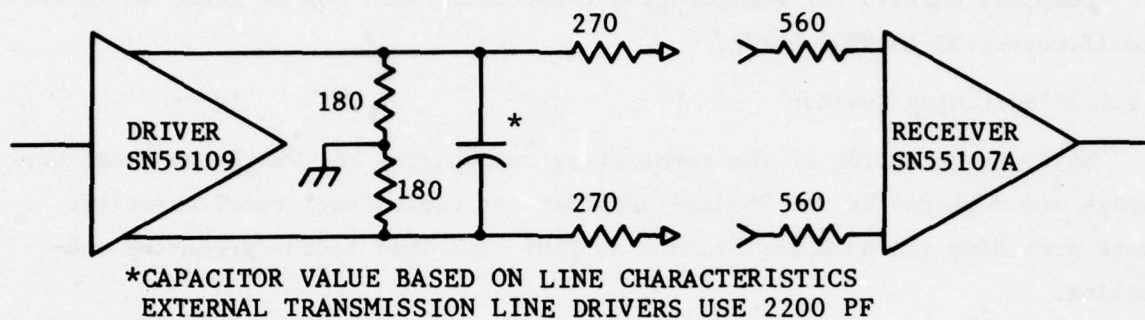 270
560
180
*
DRIVER
SN55109
RECEIVER
SN55107A
180
270
560
*CAPACITOR VALUE BASED ON LINE CHARACTERISTICS
EXTERNAL TRANSMISSION LINE DRIVERS USE 2200 PF